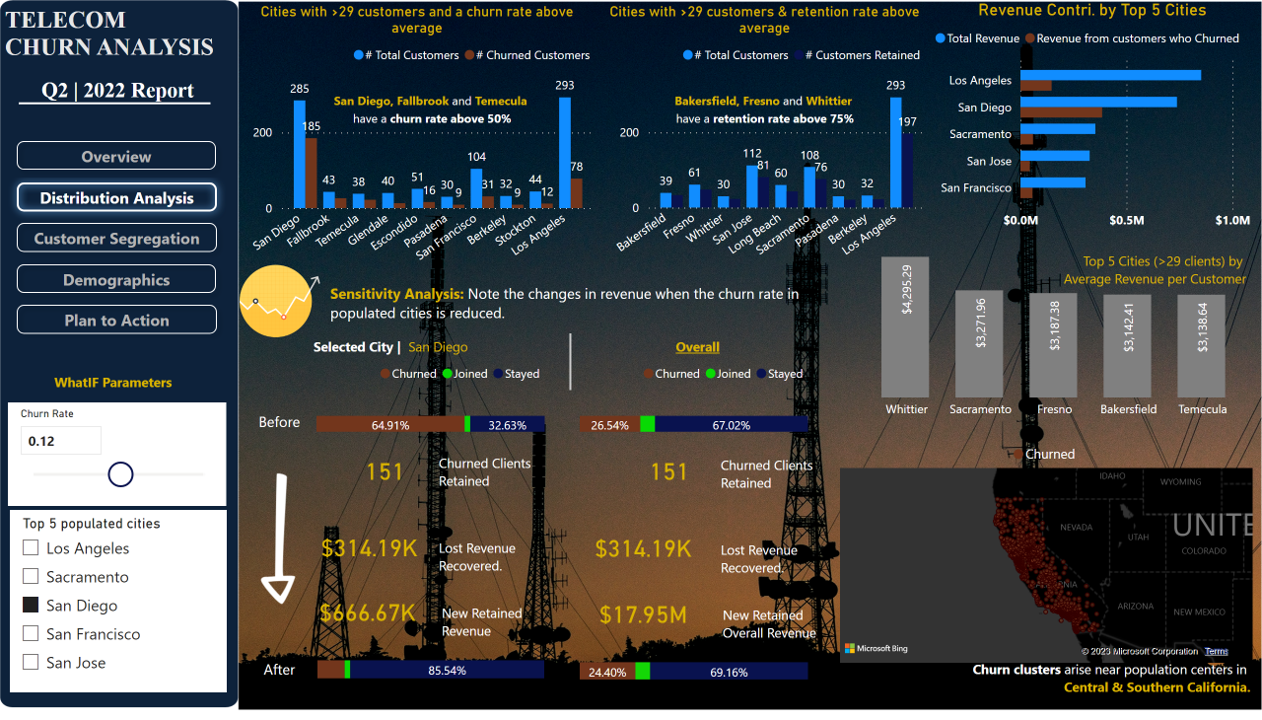 TELECOM
CHURN ANALYSIS
Q2 | 2022 Report
Overview
Distribution Analysis
Customer Segregation
Demographics
Plan to Action
WhatIF Parameters
Churn Rate
0.12
Top 5 populated cities
Los Angeles
Sacramento
San Diego
San Francisco
San Jose
Cities with >29 customers and a churn rate above
average
# Total Customers # Churned Customers
San Diego, Fallbrook and Temecula
have a churn rate above 50%
200
0
285
185
43
38
40
51
16
30
9
104
31
32
9
44
12
293
78
San Diego
Fallbrook
Temecula
Glendale
Escondido
Pasadena
San Francisco
Berkeley
Stockton
Los Angeles
Cities with >29 customers & retention rate above
average
# Total Customers # Customers Retained
Bakersfield, Fresno and Whittier
have a retention rate above 75%
200
0
39
61
30
112
81
60
108
76
30
32
293
197
Bakersfield
Fresno
Whittier
San Jose
Long Beach
Sacramento
Pasadena
Berkeley
Los Angeles
Revenue Contri. by Top 5 Cities
Total Revenue Revenue from customers who Churned
Los Angeles
San Diego
Sacramento
San Jose
San Francisco
$0.0M $0.5M $1.0M
Sensitivity Analysis: Note the changes in revenue when the churn rate in
populated cities is reduced.
Selected City | San Diego
Churned Joined Stayed
Overall
Churned Joined Stayed
Before
64.91% 32.63%
26.54% 67.02%
151 Churned Clients
Retained
151 Churned Clients
Retained
$314.19K Lost Revenue
Recovered.
$314.19K Lost Revenue
Recovered.
$666.67K New Retained
Revenue
$17.95M New Retained
Overall Revenue
After
85.54%
24.40% 69.16%
Top 5 Cities (>29 clients) by
Average Revenue per Customer
$4,295.29
$3,271.96
$3,187.38
$3,142.41
$3,138.64
Whittier
Sacramento
Fresno
Bakersfield
Temecula
Churned
IDAHO
WYOMING
NEVADA
UNITE
UTAH
COLORADO
CALIFORNIA
ARIZONA
NEW MEXICO
Microsoft Bing
© 2023 Microsoft Corporation Terms
Churn clusters arise near population centers in
Central & Southern California.